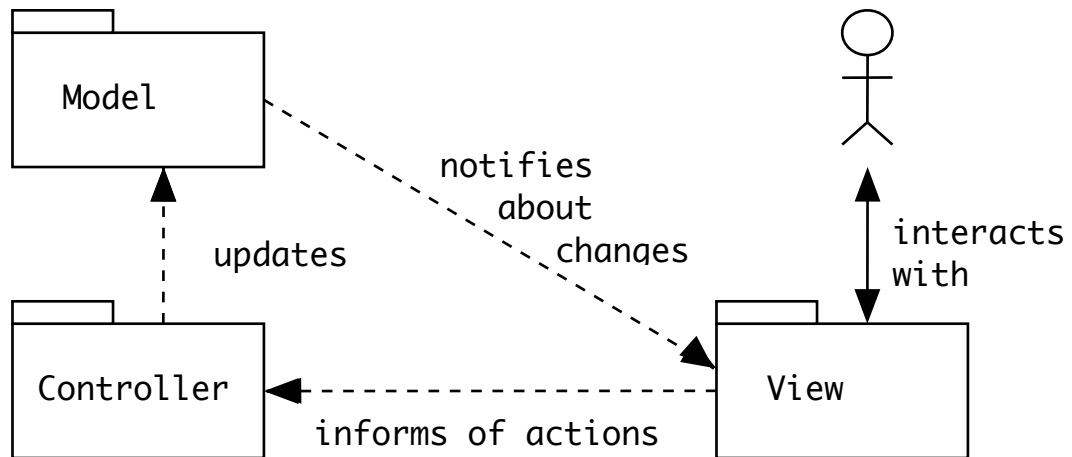 Model
notifies
about
changes
interacts
with
updates
Controller
View
informs of actions